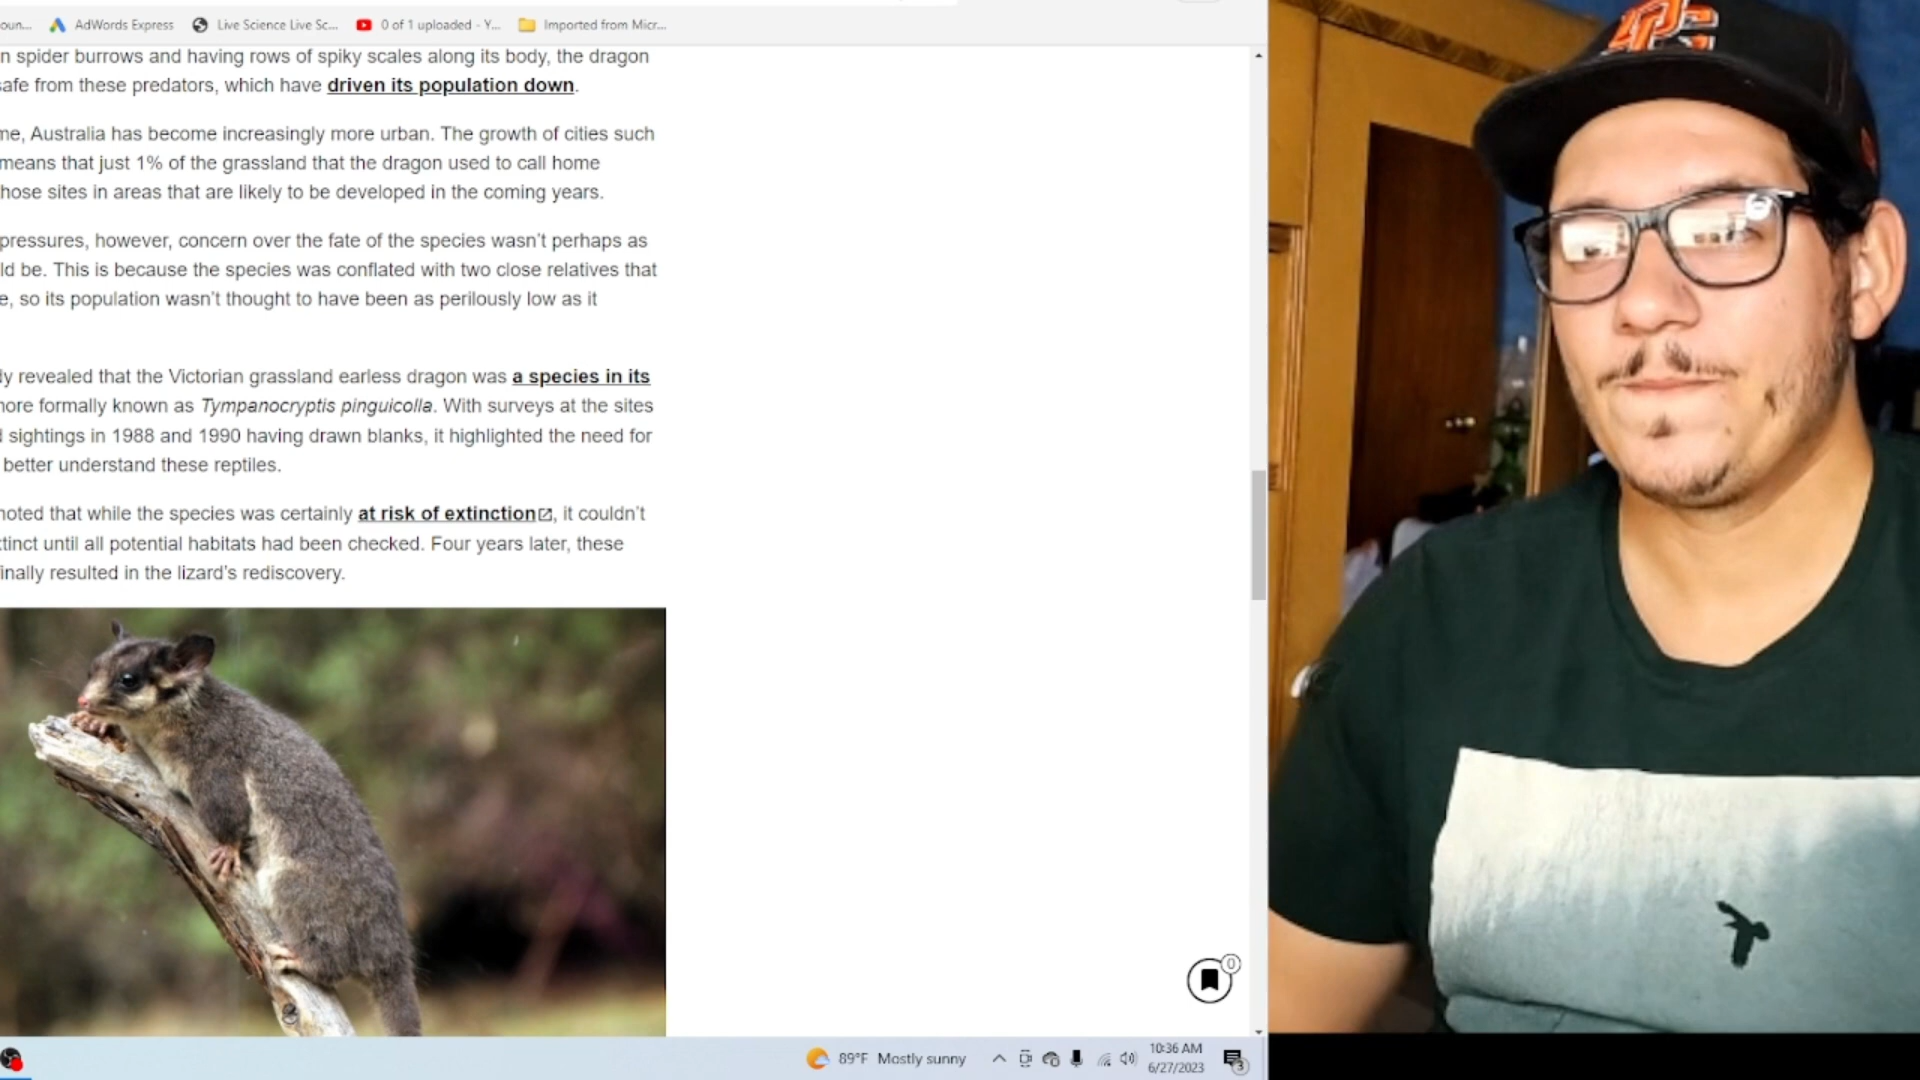 oun...
AdWords Express
Live Science Live Sc...
0 of 1 uploaded - Y...
Imported from Micr...
n spider burrows and having rows of spiky scales along its body, the dragon
safe from these predators, which have driven its population down.
me, Australia has become increasingly more urban. The growth of cities such
means that just 1% of the grassland that the dragon used to call home
hose sites in areas that are likely to be developed in the coming years.
pressures, however, concern over the fate of the species wasn't perhaps as
ld be. This is because the species was conflated with two close relatives that
e, so its population wasn't thought to have been as perilously low as it
dy revealed that the Victorian grassland earless dragon was a species in its
more formally known as Tympanocryptis pinguicolla. With surveys at the sites
d sightings in 1988 and 1990 having drawn blanks, it highlighted the need for
better understand these reptiles.
noted that while the species was certainly at risk of extinction, it couldn't
xtinct until all potential habitats had been checked. Four years later, these
finally resulted in the lizard's rediscovery.
0
89°F Mostly sunny
10:36 AM
6/27/2023
3